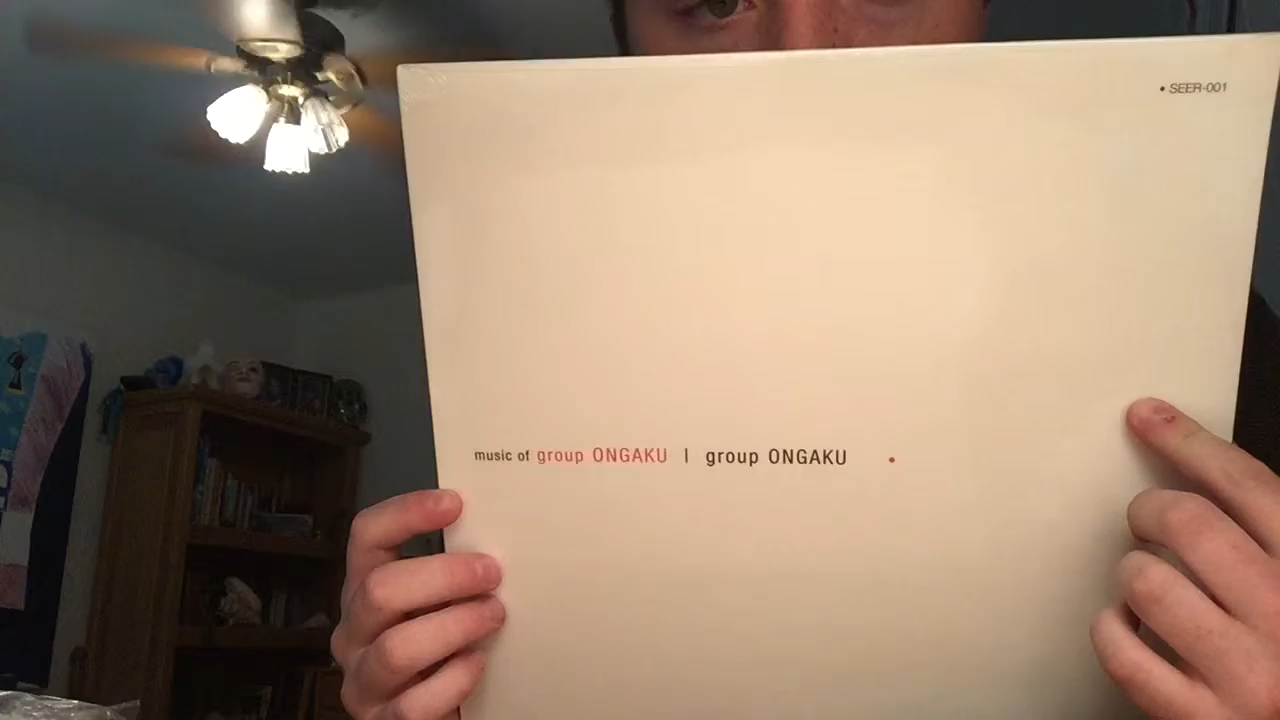 • SEER-001
music of group ONGAKU | group ONGAKU •